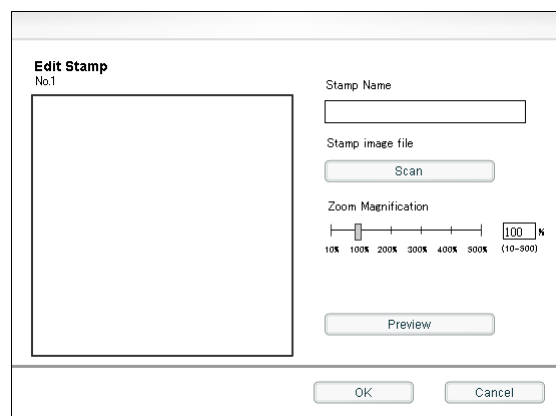 Edit Stamp
No.1
Stamp Name
Stamp image file
Scan
Zoom Magnification
100 %
10% 100% 200% 300% 400% 500% (10-500)
Preview
OK Cancel